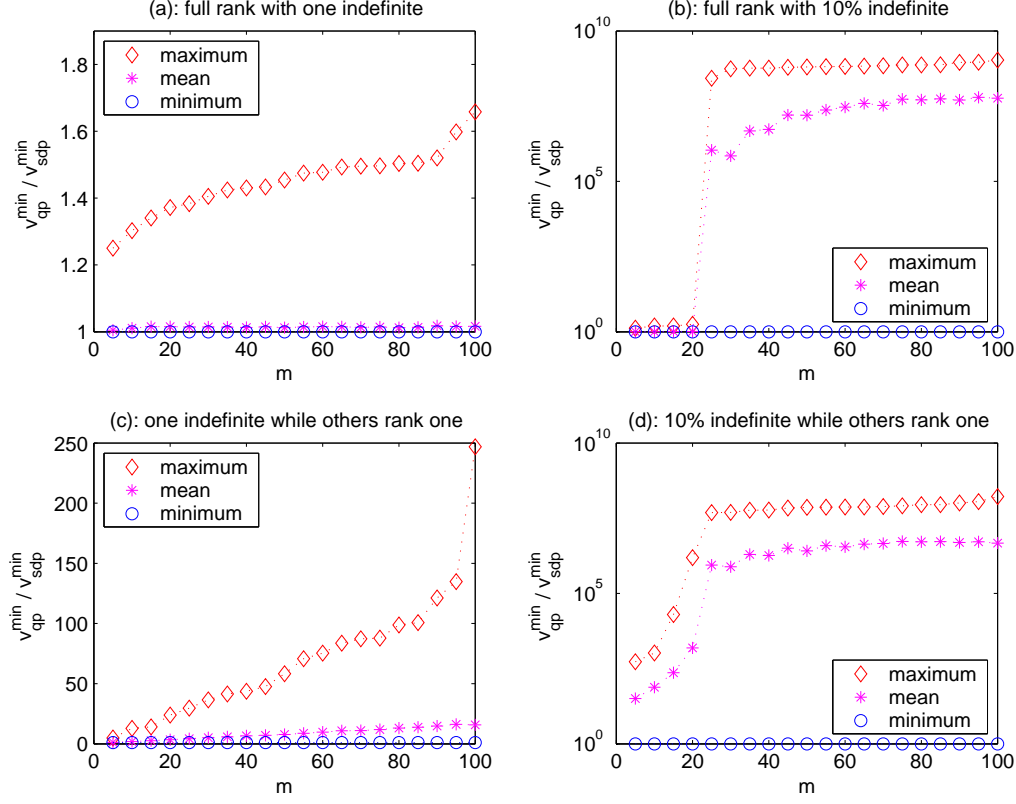 (a): full rank with one indefinite
1.8
1.6
1.4
1.2
1
v_qp^min / v_sdp^min
maximum
mean
minimum
0 20 40 60 80 100
m
(b): full rank with 10% indefinite
10^10
10^5
10^0
v_qp^min / v_sdp^min
maximum
mean
minimum
0 20 40 60 80 100
m
(c): one indefinite while others rank one
250
200
150
100
50
0
v_qp^min / v_sdp^min
maximum
mean
minimum
0 20 40 60 80 100
m
(d): 10% indefinite while others rank one
10^10
10^5
10^0
v_qp^min / v_sdp^min
maximum
mean
minimum
0 20 40 60 80 100
m